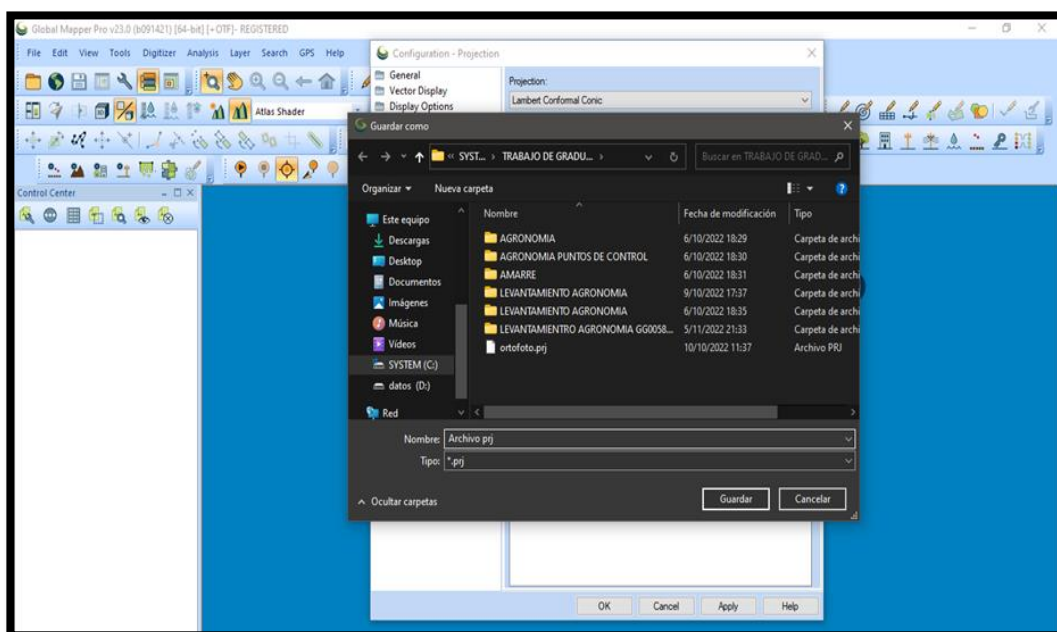 Global Mapper Pro v23.0 (b091421) [64-bit] [+OTF]- REGISTERED
File Edit View Tools Digitizer Analysis Layer Search GPS Help
Atlas Shader
Control Center
Configuration - Projection
General
Vector Display
Display Options
Projection:
Lambert Conformal Conic
Guardar como
« SYST... › TRABAJO DE GRADU... ›
Buscar en TRABAJO DE GRAD...
Organizar
Nueva carpeta
Este equipo
Descargas
Desktop
Documentos
Imágenes
Música
Vídeos
SYSTEM (C:)
datos (D:)
Red
Nombre Fecha de modificación Tipo
AGRONOMIA 6/10/2022 18:29 Carpeta de archi
AGRONOMIA PUNTOS DE CONTROL 6/10/2022 18:30 Carpeta de archi
AMARRE 6/10/2022 18:31 Carpeta de archi
LEVANTAMIENTO AGRONOMIA 9/10/2022 17:37 Carpeta de archi
LEVANTAMIENTO AGRONOMIA 6/10/2022 18:35 Carpeta de archi
LEVANTAMIENTRO AGRONOMIA GG0058... 5/11/2022 21:33 Carpeta de archi
ortofoto.prj 10/10/2022 11:37 Archivo PRJ
Nombre: Archivo prj
Tipo: *.prj
Ocultar carpetas
Guardar
Cancelar
OK Cancel Apply Help